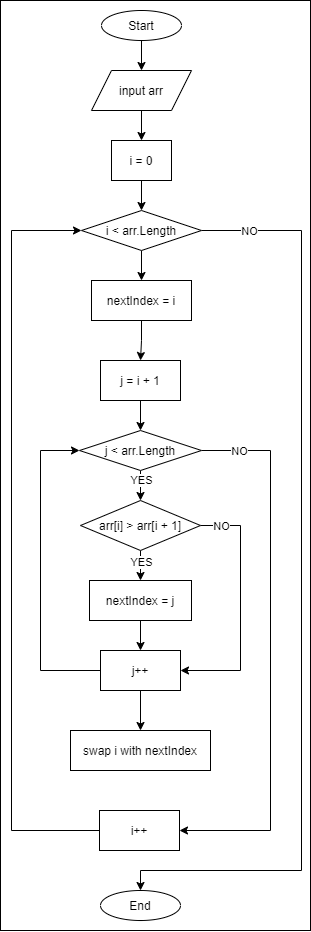 Start
input arr
i = 0
i < arr.Length
NO
nextIndex = i
j = i + 1
j < arr.Length
NO
YES
arr[i] > arr[i + 1]
NO
YES
nextIndex = j
j++
swap i with nextIndex
i++
End